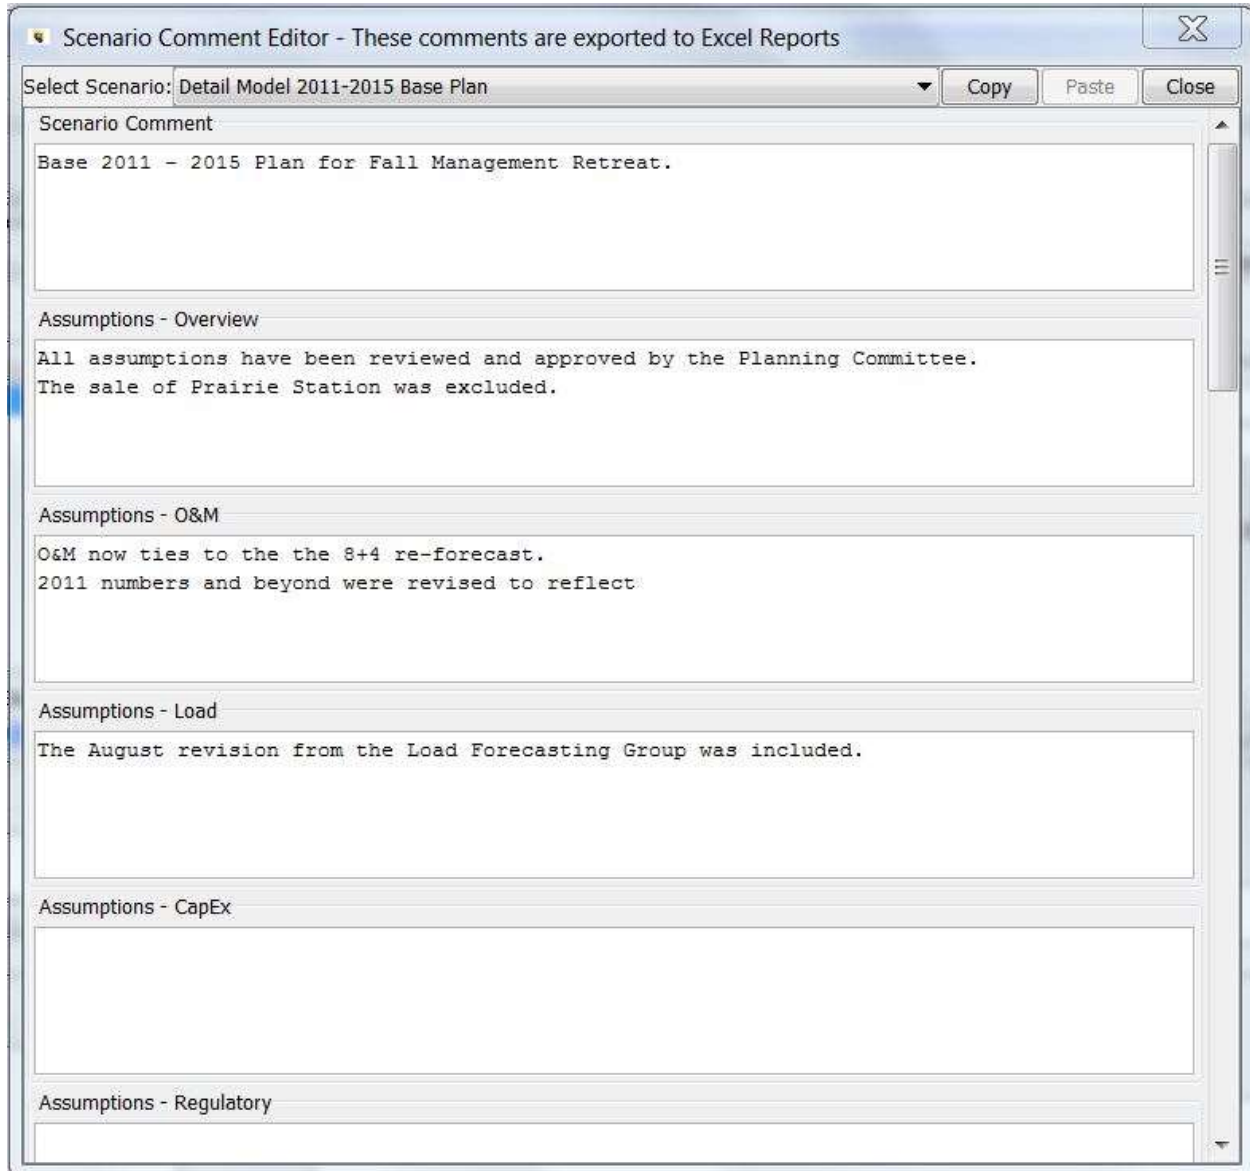 Scenario Comment Editor - These comments are exported to Excel Reports
Select Scenario: Detail Model 2011-2015 Base Plan Copy Paste Close
Scenario Comment
Base 2011 - 2015 Plan for Fall Management Retreat.
Assumptions - Overview
All assumptions have been reviewed and approved by the Planning Committee.
The sale of Prairie Station was excluded.
Assumptions - O&M
O&M now ties to the the 8+4 re-forecast.
2011 numbers and beyond were revised to reflect
Assumptions - Load
The August revision from the Load Forecasting Group was included.
Assumptions - CapEx
Assumptions - Regulatory